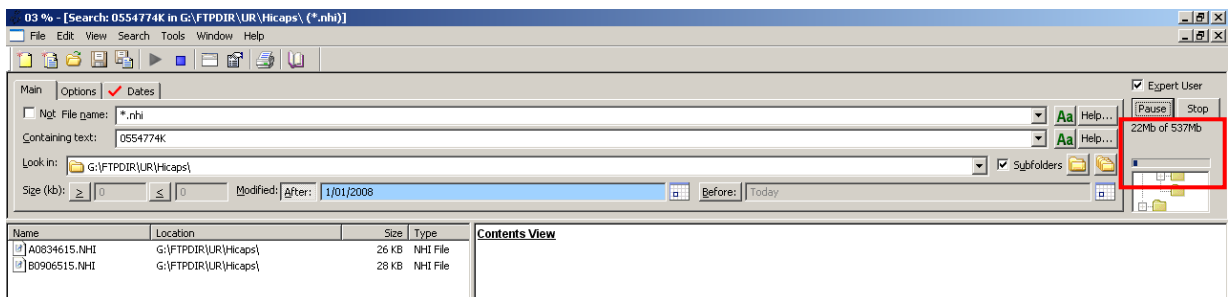 03 % - [Search: 0554774K in G:\FTPDIR\UR\Hicaps\ (*.nhi)]
File Edit View Search Tools Window Help
Main Options Dates Expert User
Not File name: *.nhi Aa Help... Pause Stop
22Mb of 537Mb
Containing text: 0554774K Aa Help...
Look in: G:\FTPDIR\UR\Hicaps\ Subfolders
Size (kb): ≥ 0 ≤ 0 Modified: After: 1/01/2008 Before: Today
Name Location Size Type Contents View
A0834615.NHI G:\FTPDIR\UR\Hicaps\ 26 KB NHI File
B0906515.NHI G:\FTPDIR\UR\Hicaps\ 28 KB NHI File